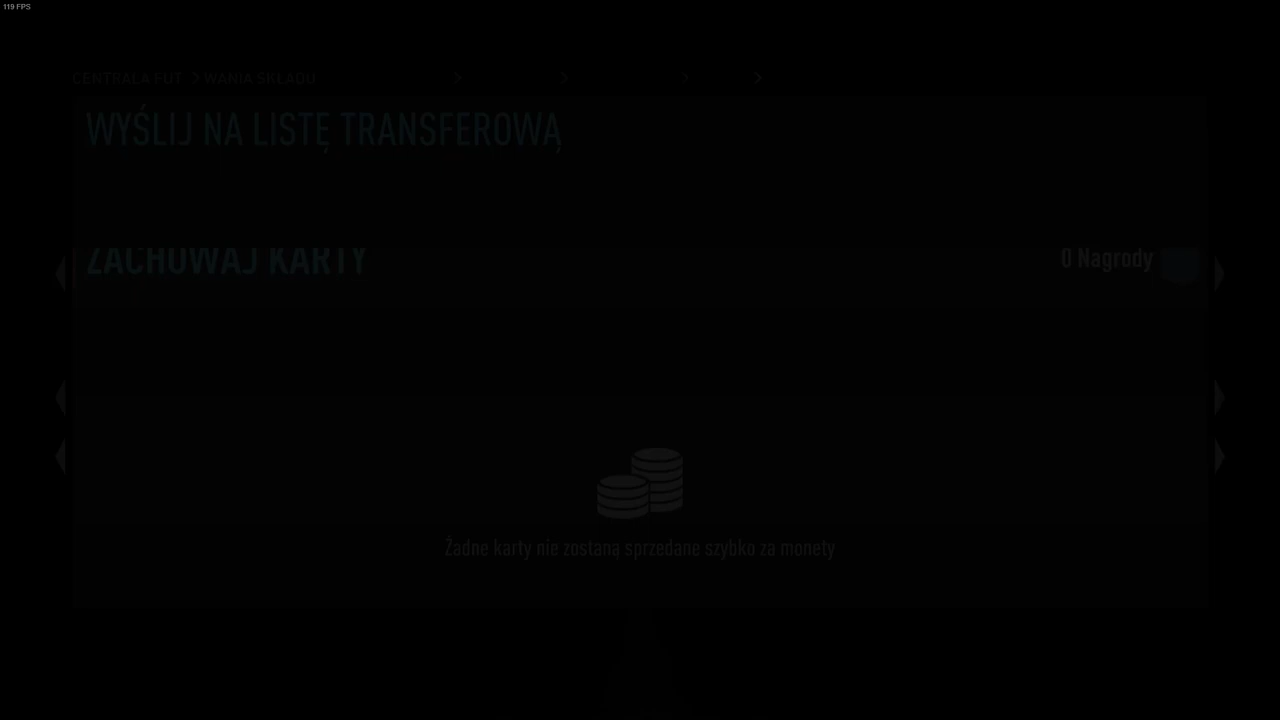 119 FPS
CENTRALA FUT WANIA SKŁADU
WYŚLIJ NA LISTĘ TRANSFEROWĄ
ZACHOWAJ KARTY
0 Nagrody
Żadne karty nie zostaną sprzedane szybko za monety